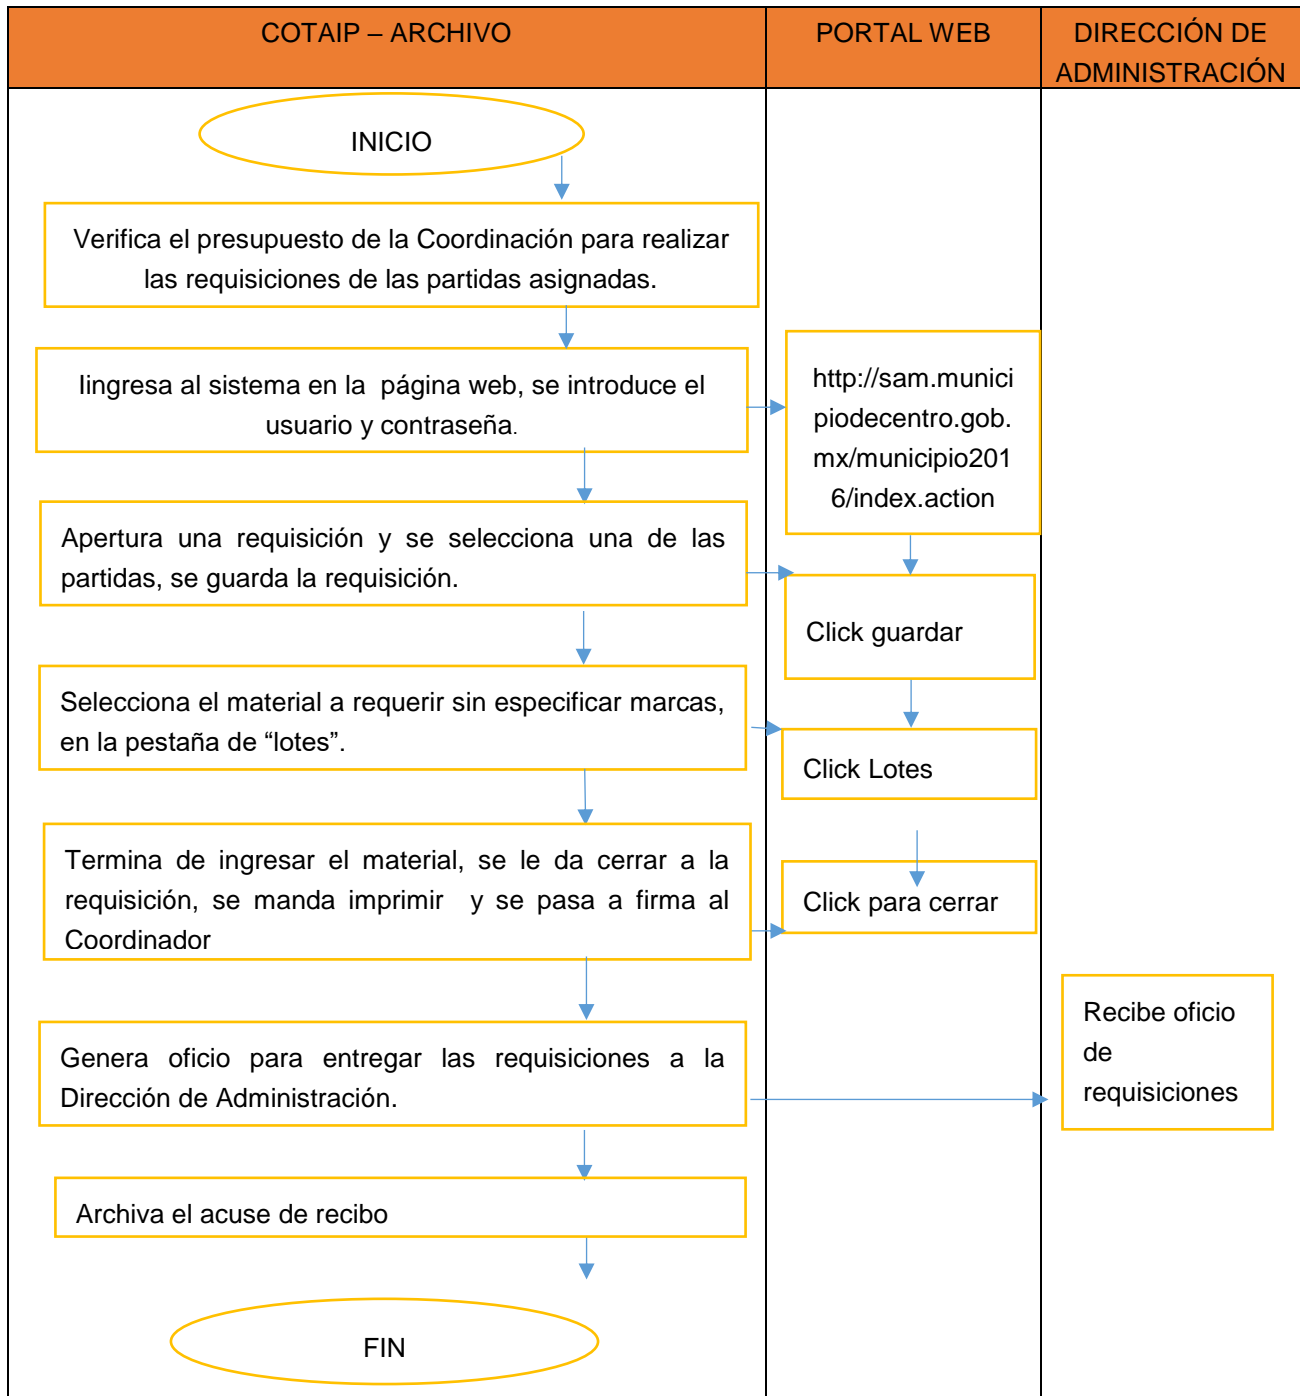 COTAIP – ARCHIVO
PORTAL WEB
DIRECCIÓN DE
ADMINISTRACIÓN
INICIO
Verifica el presupuesto de la Coordinación para realizar
las requisiciones de las partidas asignadas.
Iingresa al sistema en la  página web, se introduce el
usuario y contraseña.
http://sam.munici
piodecentro.gob.
mx/municipio201
6/index.action
Apertura una requisición y se selecciona una de las
partidas, se guarda la requisición.
Click guardar
Selecciona el material a requerir sin especificar marcas,
en la pestaña de “lotes”.
Click Lotes
Termina de ingresar el material, se le da cerrar a la
requisición, se manda imprimir  y se pasa a firma al
Coordinador
Click para cerrar
Genera oficio para entregar las requisiciones a la
Dirección de Administración.
Recibe oficio
de
requisiciones
Archiva el acuse de recibo
FIN